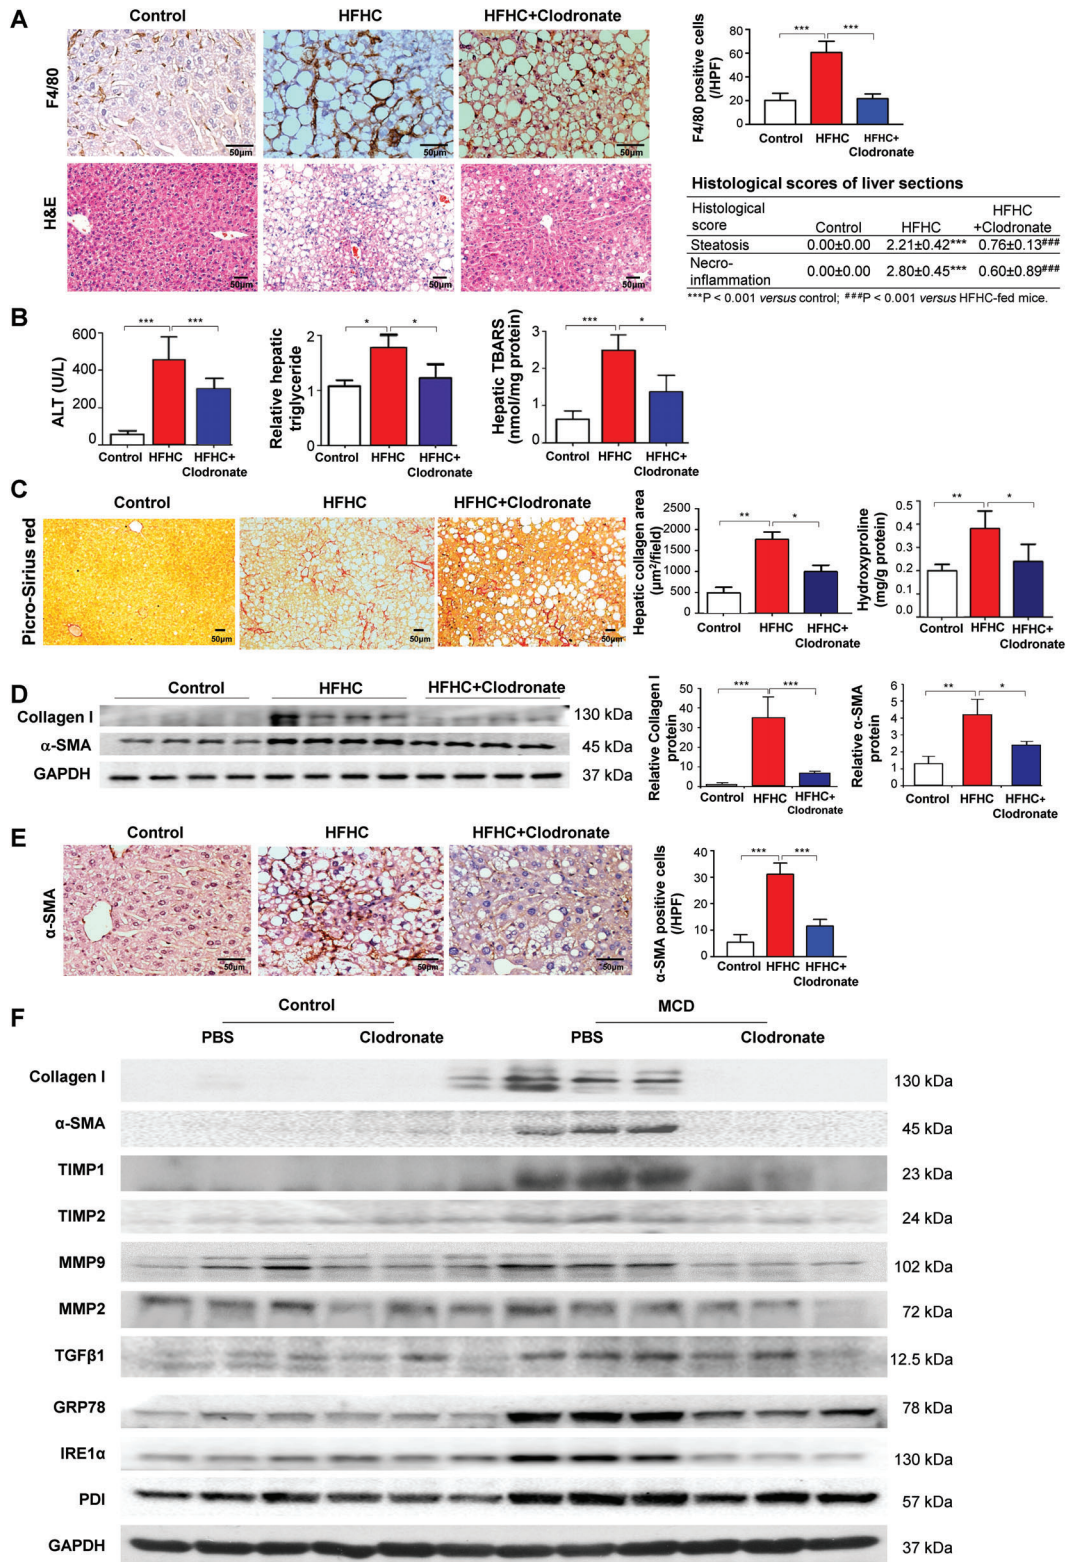 A
Control
HFHC
HFHC+Clodronate
F4/80
50µm
50µm
50µm
H&E
50µm
50µm
50µm
F4/80 positive cells
(/HPF)
80
60
40
20
0
***
***
Control
HFHC
HFHC+
Clodronate
Histological scores of liver sections
Histological
score
Control
HFHC
HFHC
+Clodronate
Steatosis
0.00±0.00
2.21±0.42***
0.76±0.13###
Necro-
inflammation
0.00±0.00
2.80±0.45***
0.60±0.89###
***P < 0.001 versus control; ###P < 0.001 versus HFHC-fed mice.
B
ALT (U/L)
600
400
200
0
***
***
Control
HFHC
HFHC+
Clodronate
Relative hepatic
triglyceride
2
1
0
*
*
Control
HFHC
HFHC+
Clodronate
Hepatic TBARS
(nmol/mg protein)
3
2
1
0
***
*
Control
HFHC
HFHC+
Clodronate
C
Control
HFHC
HFHC+Clodronate
Picro-Sirius red
50µm
50µm
50µm
Hepatic collagen area
(µm²/field)
2500
2000
1500
1000
500
0
**
*
Control
HFHC
HFHC+
Clodronate
Hydroxyproline
(mg/g protein)
0.6
0.4
0.2
0.0
**
*
Control
HFHC
HFHC+
Clodronate
D
Control
HFHC
HFHC+Clodronate
Collagen I
130 kDa
α-SMA
45 kDa
GAPDH
37 kDa
Relative Collagen I
protein
50
40
30
20
10
0
***
***
Control
HFHC
HFHC+
Clodronate
Relative α-SMA
protein
6
5
4
3
2
1
0
**
*
Control
HFHC
HFHC+
Clodronate
E
Control
HFHC
HFHC+Clodronate
α-SMA
50µm
50µm
50µm
α-SMA positive cells
(/HPF)
40
30
20
10
0
***
***
Control
HFHC
HFHC+
Clodronate
F
Control
MCD
PBS
Clodronate
PBS
Clodronate
Collagen I
130 kDa
α-SMA
45 kDa
TIMP1
23 kDa
TIMP2
24 kDa
MMP9
102 kDa
MMP2
72 kDa
TGFβ1
12.5 kDa
GRP78
78 kDa
IRE1α
130 kDa
PDI
57 kDa
GAPDH
37 kDa